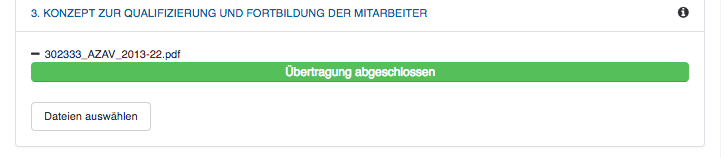 3. KONZEPT ZUR QUALIFIZIERUNG UND FORTBILDUNG DER MITARBEITER
302333_AZAV_2013-22.pdf
Übertragung abgeschlossen
Dateien auswählen